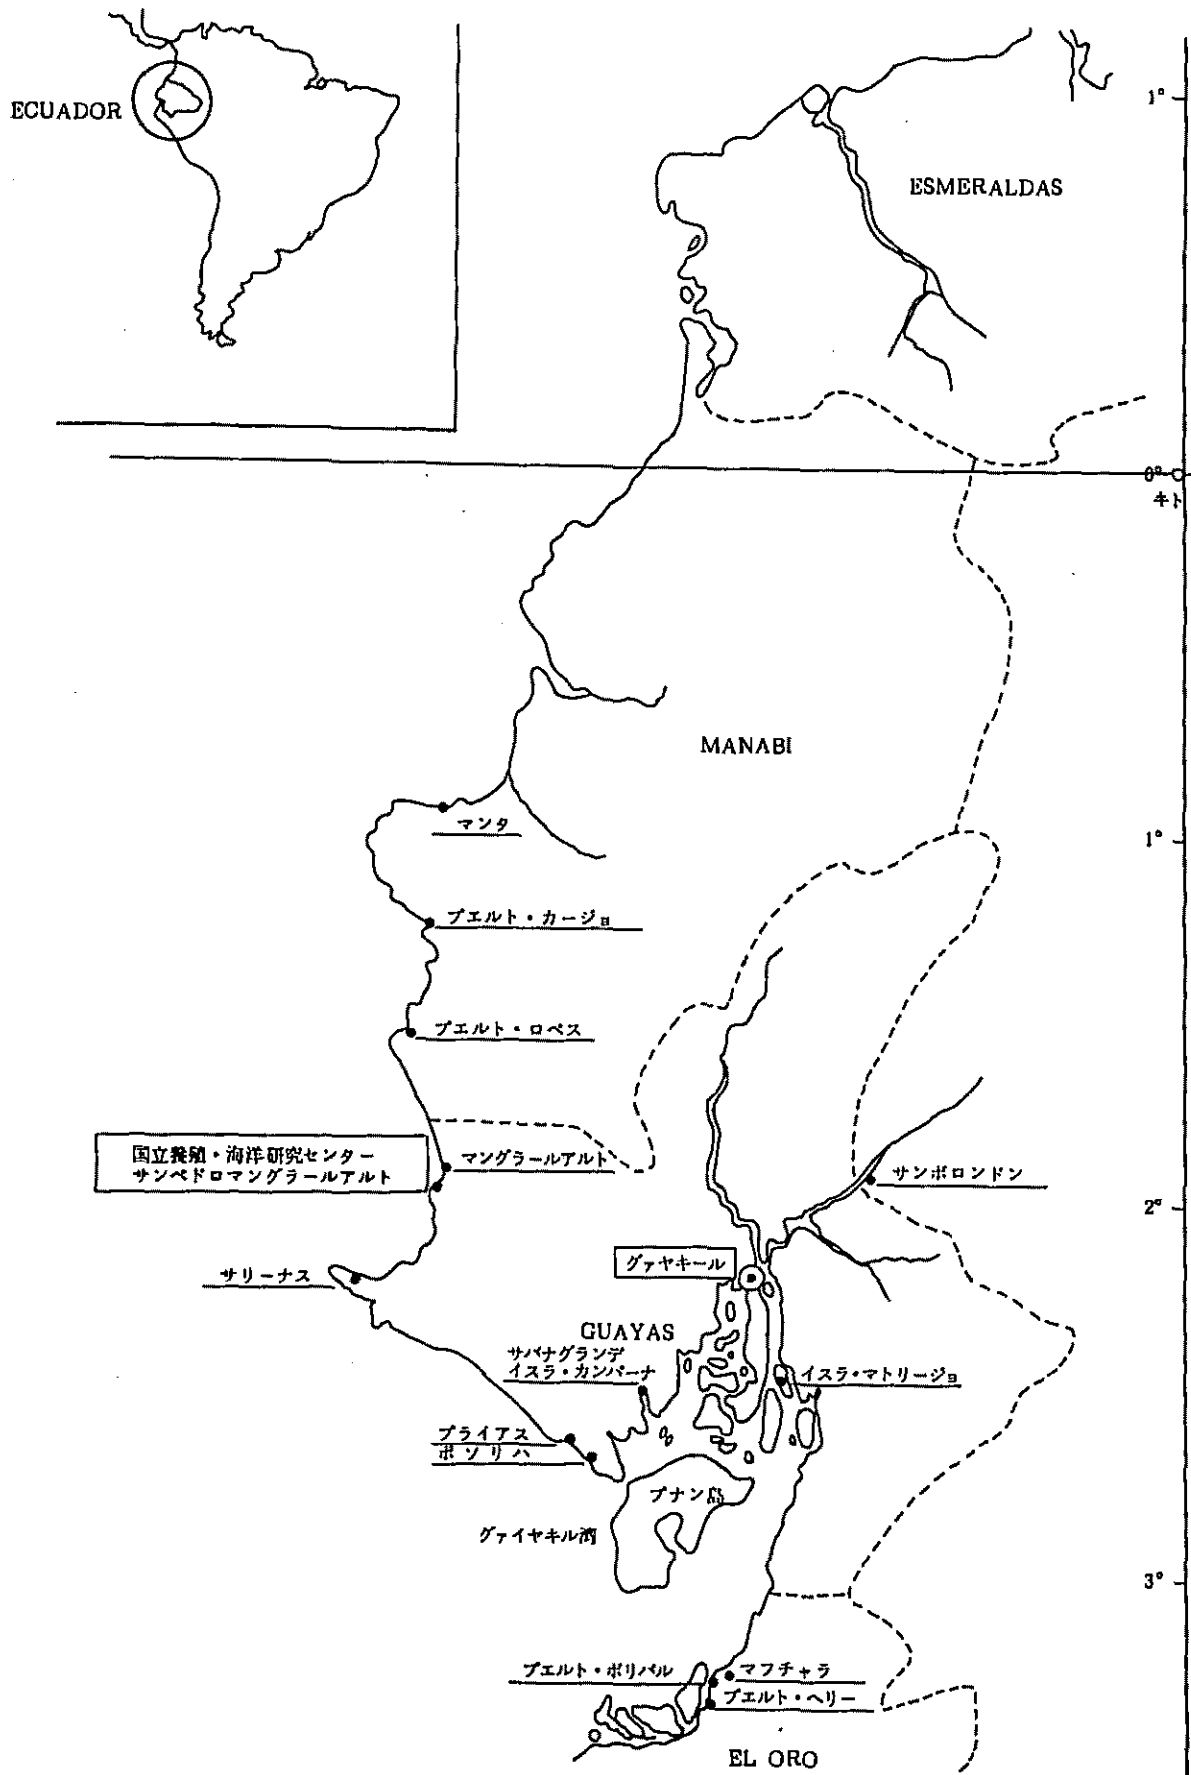 ECUADOR
1°
ESMERALDAS
0°
キト
MANABI
マンタ
1°
プエルト・カージョ
プエルト・ロペス
国立養殖・海洋研究センター
サンペドロマングラールアルト
マングラールアルト
サンボロンドン
2°
グァヤキール
サリーナス
GUAYAS
サバナグランデ
イスラ・カンパーナ
イスラ・マトリージョ
プライアス
ポソリハ
プナン島
グァイヤキル湾
3°
プエルト・ボリバル
マフチャラ
プエルト・ヘリー
EL ORO